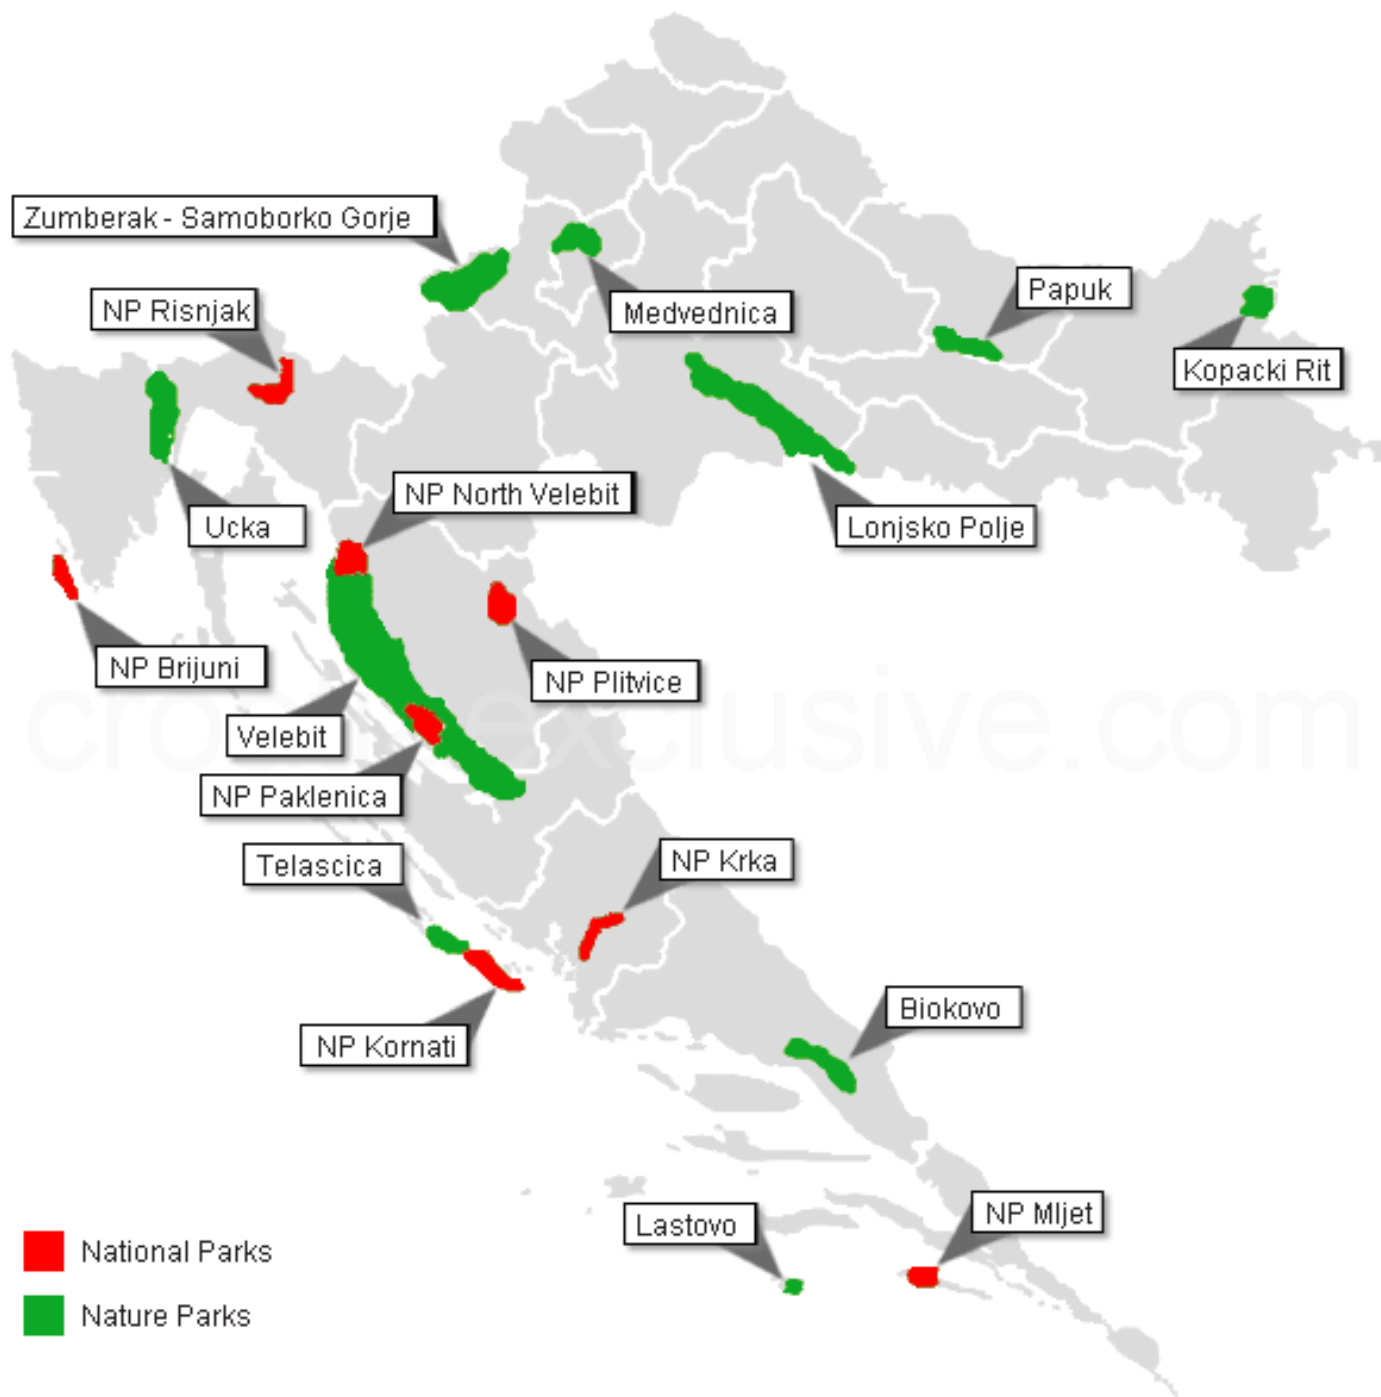 Zumberak - Samoborko Gorje
NP Risnjak
Medvednica
Papuk
Kopacki Rit
NP North Velebit
Ucka
Lonjsko Polje
NP Brijuni
NP Plitvice
Velebit
NP Paklenica
Telascica
NP Krka
NP Kornati
Biokovo
Lastovo
NP Mljet
National Parks
Nature Parks